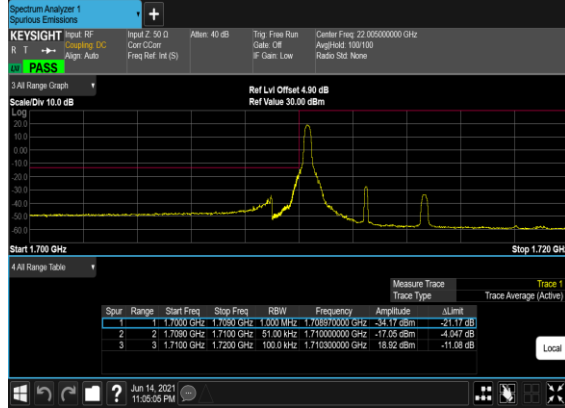 Spectrum Analyzer 1
Spurious Emissions
+
KEYSIGHT Input: RF Input Z: 50 Ω Atten: 40 dB Trig: Free Run Center Freq: 22.005000000 GHz
R T Coupling: DC Corr CCorr Gate: Off Avg|Hold: 100/100
Align: Auto Freq Ref: Int (S) IF Gain: Low Radio Std: None
PASS
3 All Range Graph
Ref Lvl Offset 4.90 dB
Scale/Div 10.0 dB Ref Value 30.00 dBm
Log
20.0
10.0
0.00
-10.0
-20.0
-30.0
-40.0
-50.0
-60.0
Start 1.700 GHz Stop 1.720 GH
4 All Range Table
Measure Trace Trace 1
Trace Type Trace Average (Active)
Spur Range Start Freq Stop Freq RBW Frequency Amplitude ΔLimit
1 1 1.7000 GHz 1.7090 GHz 1.000 MHz 1.708970000 GHz -34.17 dBm -21.17 dB
2 2 1.7090 GHz 1.7100 GHz 51.00 kHz 1.710000000 GHz -17.05 dBm -4.047 dB
3 3 1.7100 GHz 1.7200 GHz 100.0 kHz 1.710300000 GHz 18.92 dBm -11.08 dB
Local
? Jun 14, 2021
11:05:05 PM